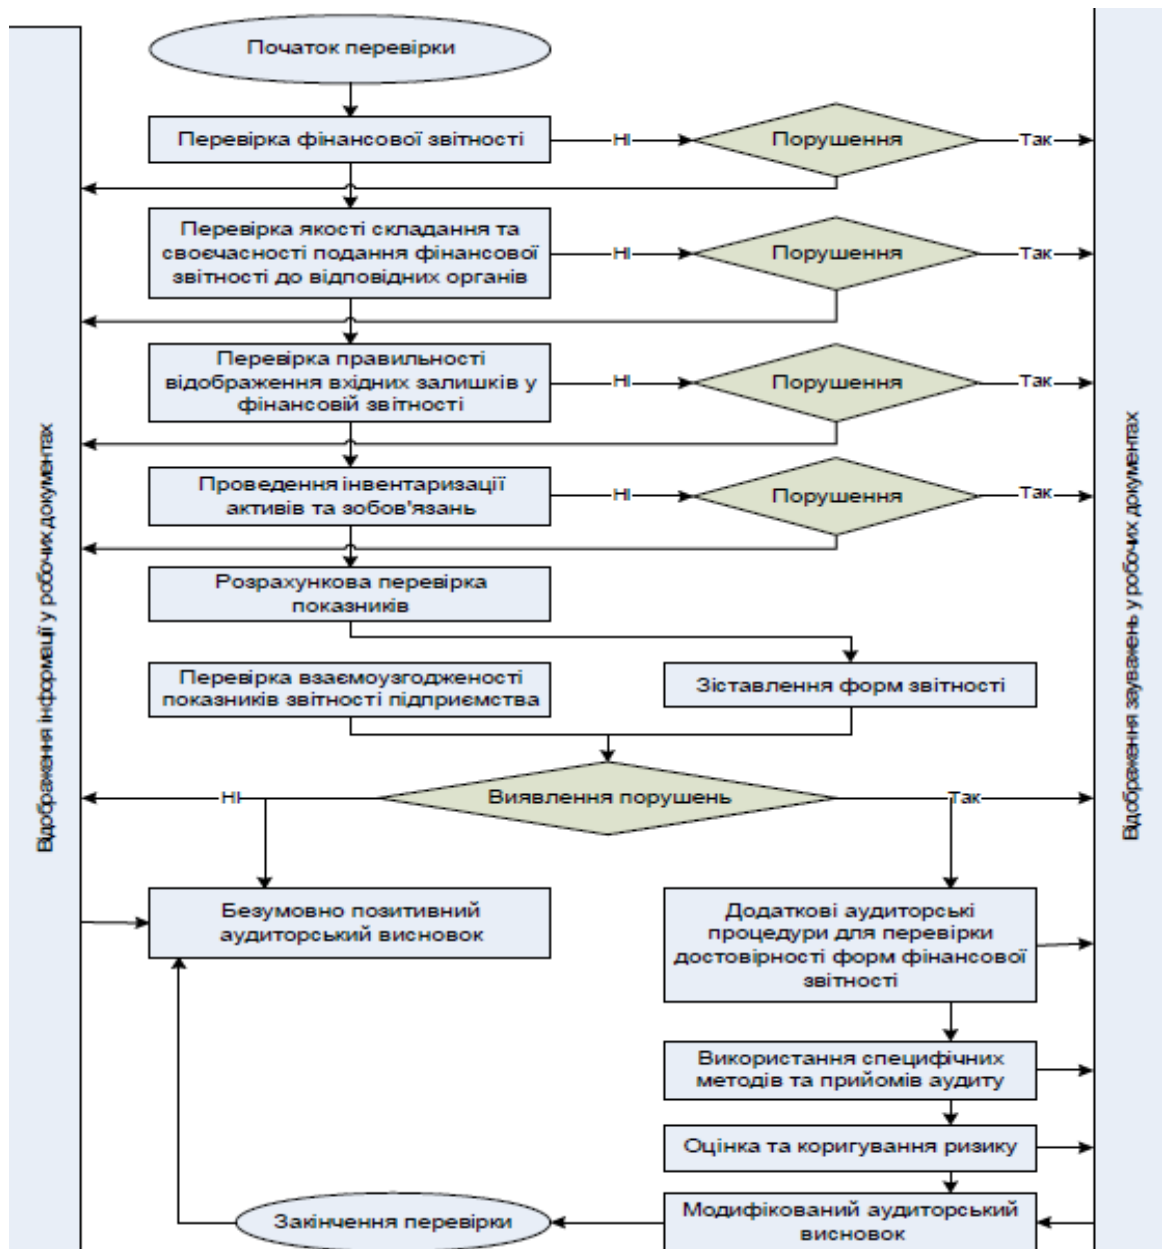 Початок перевірки
Перевірка фінансової звітності
НІ
Порушення
Так
Перевірка якості складання та
своєчасності подання фінансової
звітності до відповідних органів
НІ
Порушення
Так
Перевірка правильності
відображення вхідних залишків у
фінансовій звітності
НІ
Порушення
Так
Проведення інвентаризації
активів та зобов'язань
НІ
Порушення
Так
Розрахункова перевірка
показників
Перевірка взаємоузгодженості
показників звітності підприємства
Зіставлення форм звітності
НІ
Виявлення порушень
Так
Безумовно позитивний
аудиторський висновок
Додаткові аудиторські
процедури для перевірки
достовірності форм фінансової
звітності
Використання специфічних
методів та прийомів аудиту
Оцінка та коригування ризику
Закінчення перевірки
Модифікований аудиторський
висновок
Відображення інформації у робочих документах
Відображення зауважень у робочих документах